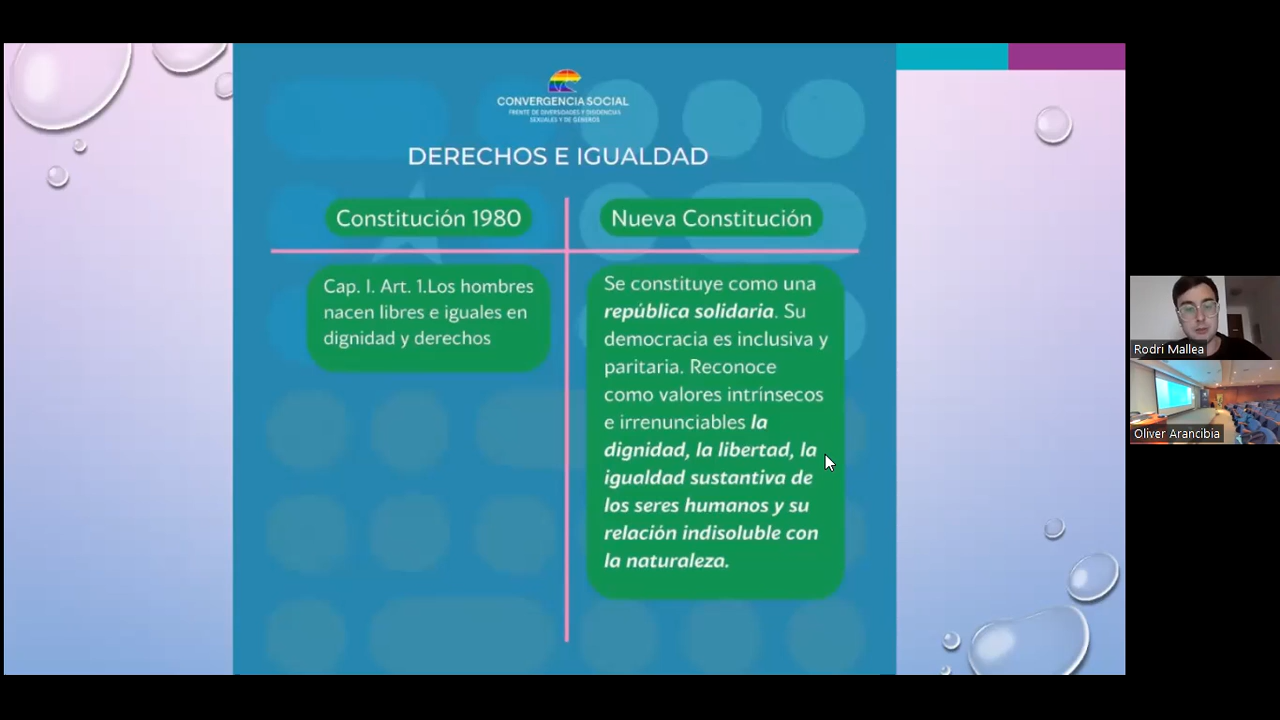 CONVERGENCIA SOCIAL
FRENTE DE DIVERSIDADES Y DISIDENCIAS
SEXUALES Y DE GÉNEROS
DERECHOS E IGUALDAD
Constitución 1980
Cap. I. Art. 1.Los hombres
nacen libres e iguales en
dignidad y derechos
Nueva Constitución
Se constituye como una
república solidaria. Su
democracia es inclusiva y
paritaria. Reconoce
como valores intrínsecos
e irrenunciables la
dignidad, la libertad, la
igualdad sustantiva de
los seres humanos y su
relación indisoluble con
la naturaleza.
Rodri Mallea
Oliver Arancibia